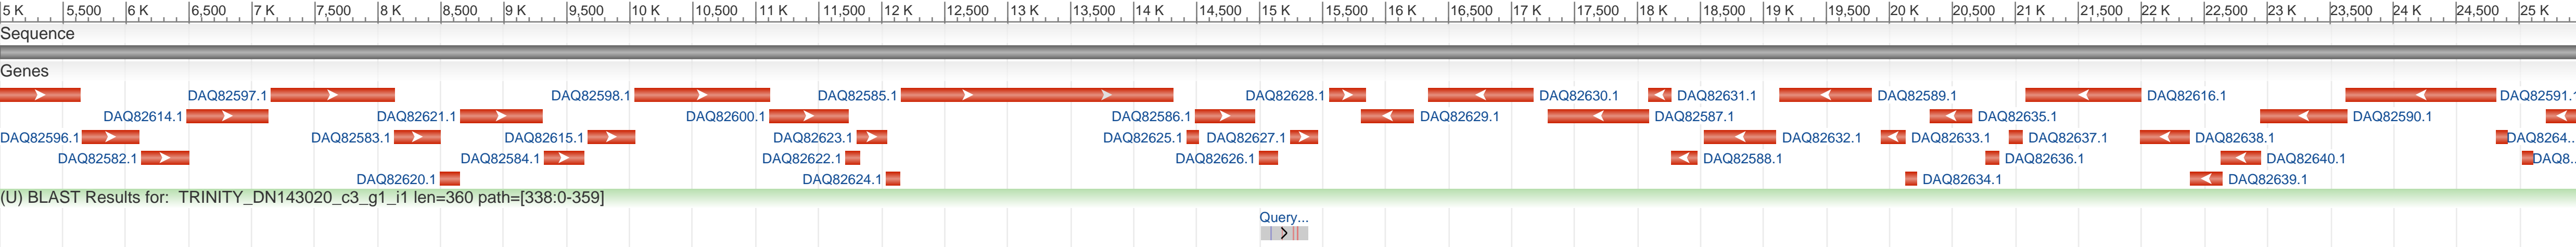 5 K 5,500 6 K 6,500 7 K 7,500 8 K 8,500 9 K 9,500 10 K 10,500 11 K 11,500 12 K 12,500 13 K 13,500 14 K 14,500 15 K 15,500 16 K 16,500 17 K 17,500 18 K 18,500 19 K 19,500 20 K 20,500 21 K 21,500 22 K 22,500 23 K 23,500 24 K 24,500 25 K
Sequence
Genes
DAQ82597.1 DAQ82598.1 DAQ82585.1 DAQ82628.1 DAQ82630.1 DAQ82631.1 DAQ82589.1 DAQ82616.1 DAQ82591.1
DAQ82614.1 DAQ82621.1 DAQ82600.1 DAQ82586.1 DAQ82629.1 DAQ82587.1 DAQ82635.1 DAQ82590.1
DAQ82596.1 DAQ82583.1 DAQ82615.1 DAQ82623.1 DAQ82625.1 DAQ82627.1 DAQ82632.1 DAQ82633.1 DAQ82637.1 DAQ82638.1 DAQ8264...
DAQ82582.1 DAQ82584.1 DAQ82622.1 DAQ82626.1 DAQ82588.1 DAQ82636.1 DAQ82640.1 DAQ8...
DAQ82620.1 DAQ82624.1 DAQ82634.1 DAQ82639.1
(U) BLAST Results for: TRINITY_DN143020_c3_g1_i1 len=360 path=[338:0-359]
Query...